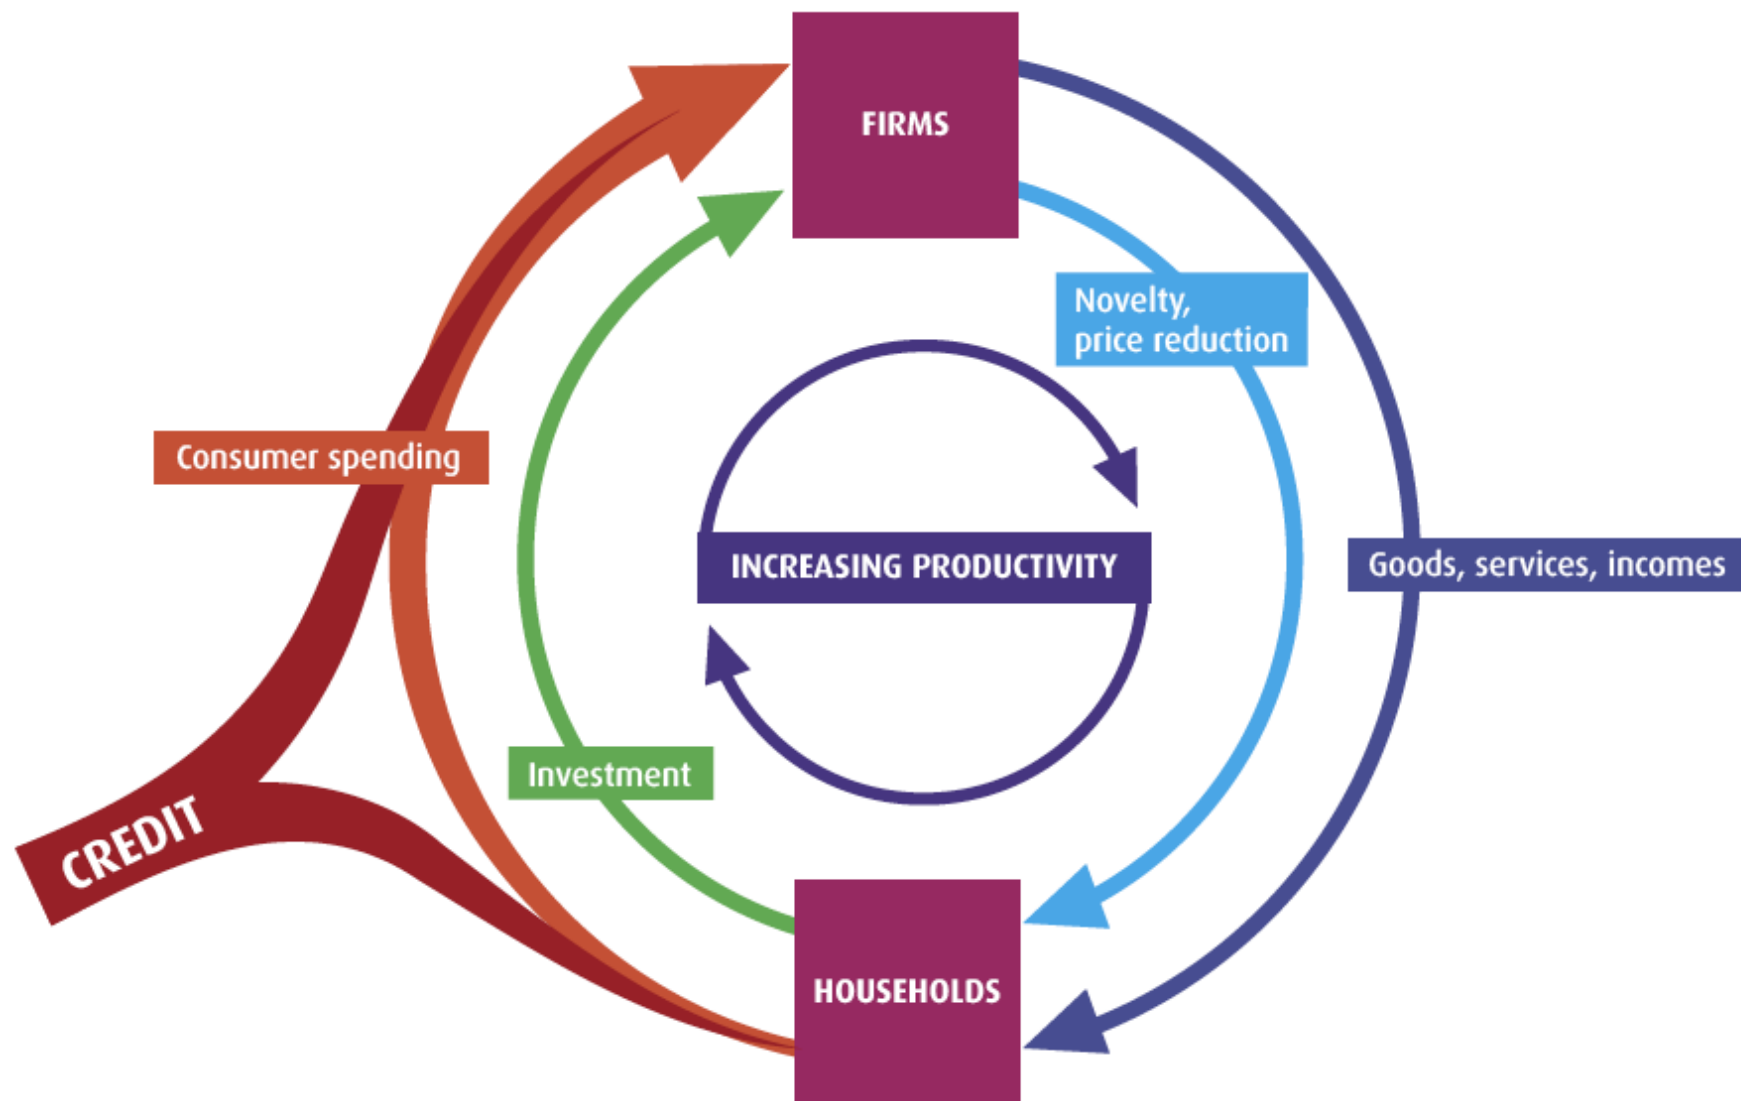 FIRMS
Novelty,
price reduction
Consumer spending
INCREASING PRODUCTIVITY
Goods, services, incomes
Investment
CREDIT
HOUSEHOLDS